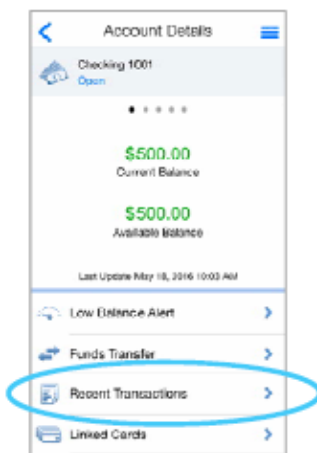 Account Details
Checking 1001
Open
$500.00
Current Balance
$500.00
Available Balance
Last Update May 18, 2016 10:03 AM
Low Balance Alert
Funds Transfer
Recent Transactions
Linked Cards